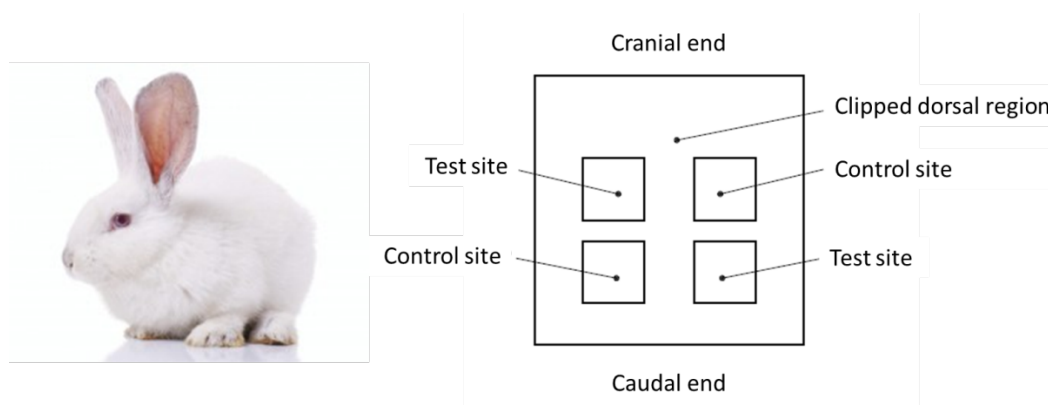 Cranial end
Clipped dorsal region
Test site
Control site
Control site
Test site
Caudal end